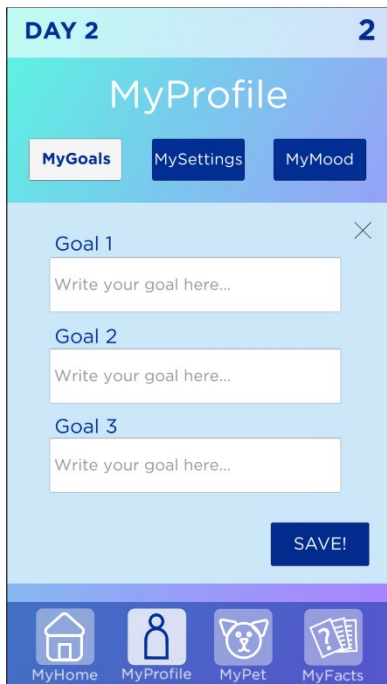 DAY 2 2
MyProfile
MyGoals MySettings MyMood
Goal 1
Write your goal here...
Goal 2
Write your goal here...
Goal 3
Write your goal here...
SAVE!
?
MyHome MyProfile MyPet MyFacts